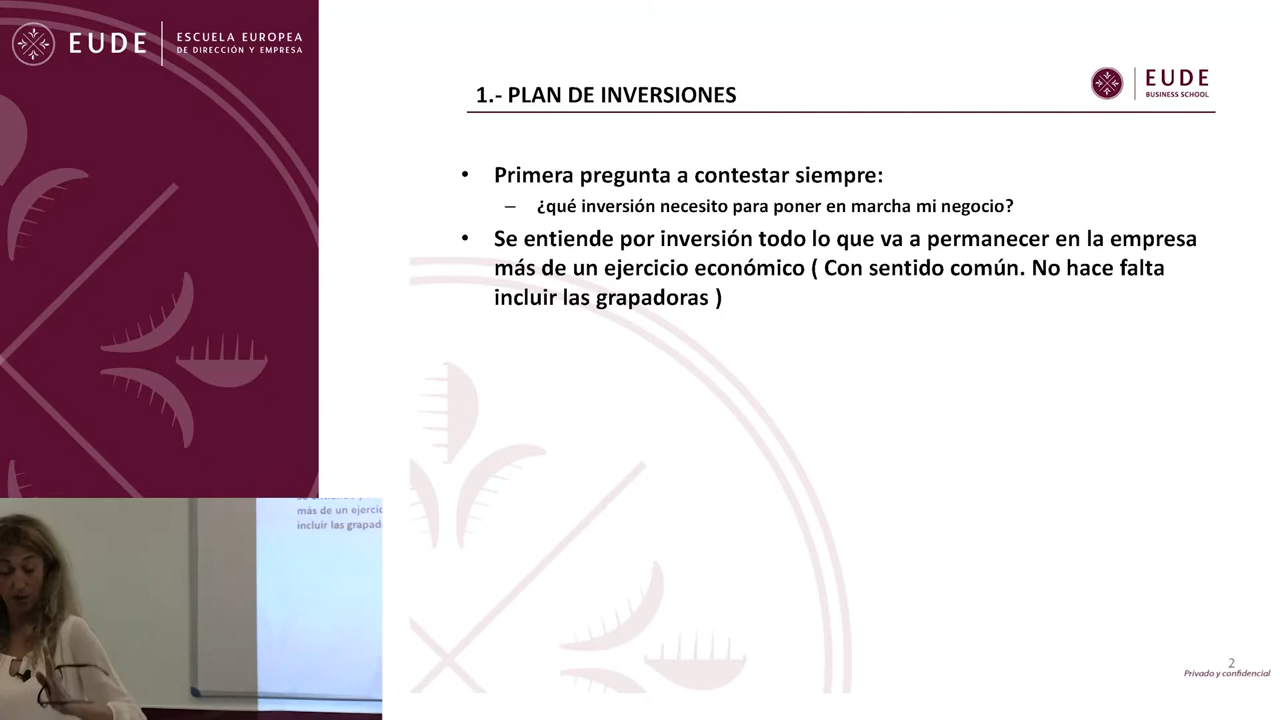 EUDE
ESCUELA EUROPEA
DE DIRECCIÓN Y EMPRESA
1.- PLAN DE INVERSIONES
EUDE
BUSINESS SCHOOL
• Primera pregunta a contestar siempre:
– ¿qué inversión necesito para poner en marcha mi negocio?
• Se entiende por inversión todo lo que va a permanecer en la empresa
más de un ejercicio económico ( Con sentido común. No hace falta
incluir las grapadoras )
más de un ejercic
incluir las grapad
2
Privado y confidencial